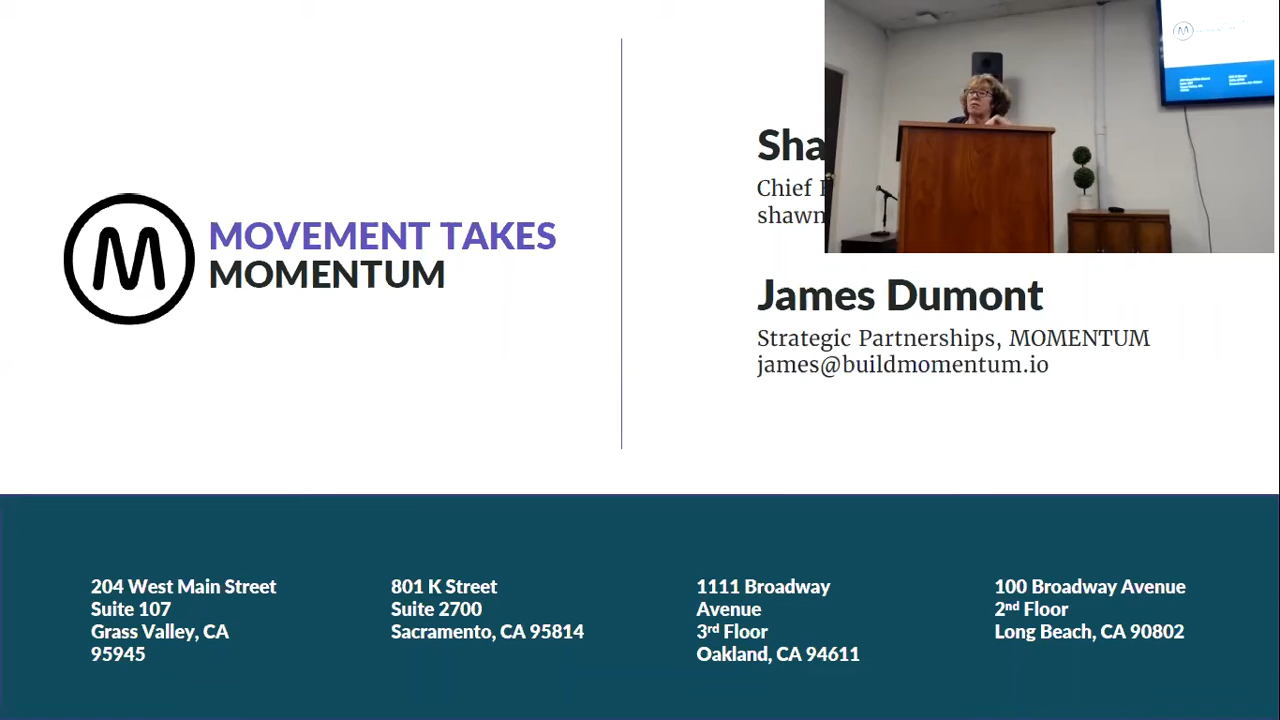 M
MOVEMENT TAKES
MOMENTUM
Chief
shawn
James Dumont
Strategic Partnerships, MOMENTUM
james@buildmomentum.io
204 West Main Street
Suite 107
Grass Valley, CA
95945
801 K Street
Suite 2700
Sacramento, CA 95814
1111 Broadway
Avenue
3rd Floor
Oakland, CA 94611
100 Broadway Avenue
2nd Floor
Long Beach, CA 90802